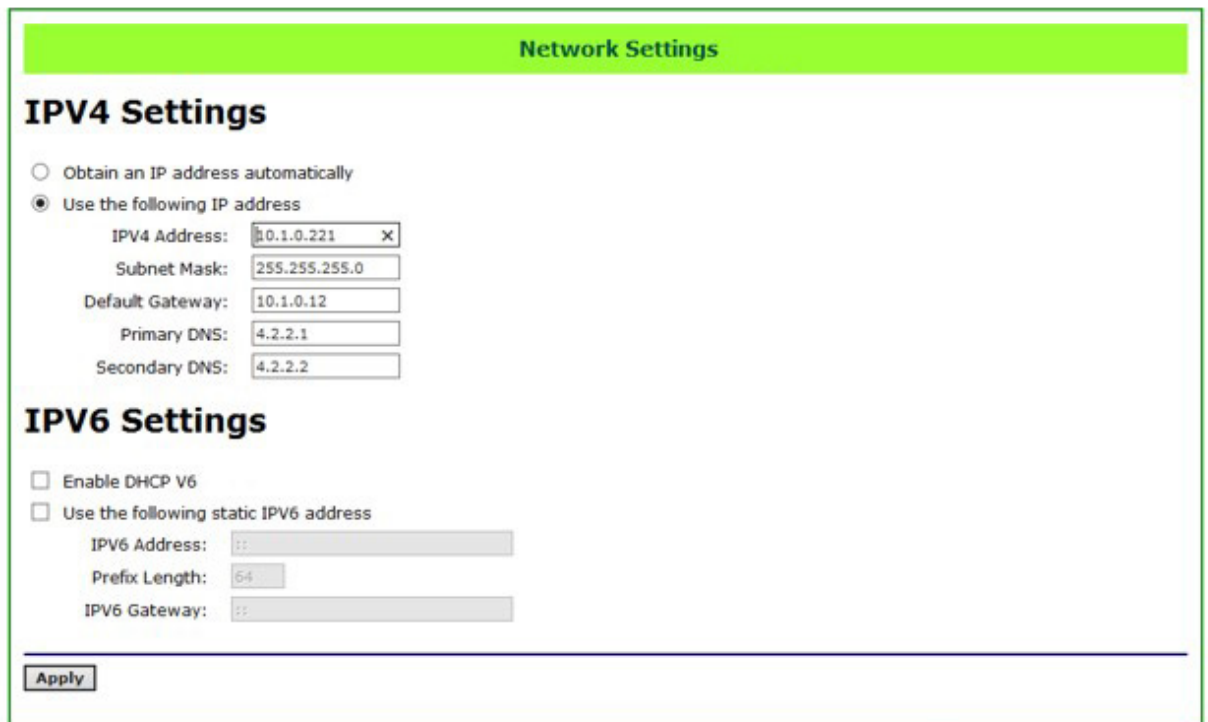 Network Settings
IPV4 Settings
Obtain an IP address automatically
Use the following IP address
IPV4 Address: 10.1.0.221
Subnet Mask: 255.255.255.0
Default Gateway: 10.1.0.12
Primary DNS: 4.2.2.1
Secondary DNS: 4.2.2.2
IPV6 Settings
Enable DHCP V6
Use the following static IPV6 address
IPV6 Address: ::
Prefix Length: 64
IPV6 Gateway: ::
Apply